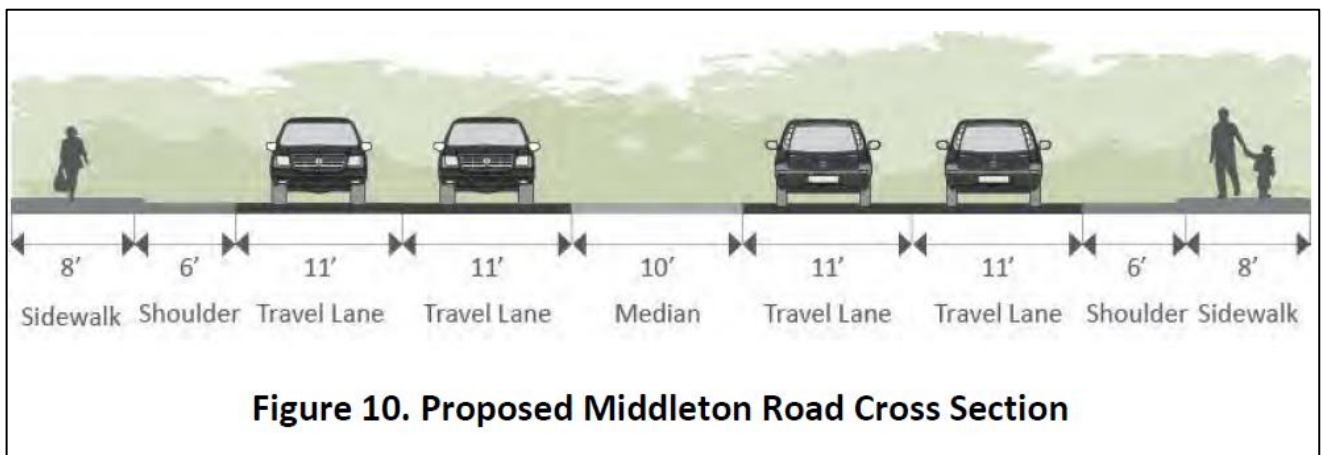 8’ 6’ 11’ 11’ 10’ 11’ 11’ 6’ 8’
Sidewalk Shoulder Travel Lane Travel Lane Median Travel Lane Travel Lane Shoulder Sidewalk
Figure 10. Proposed Middleton Road Cross Section